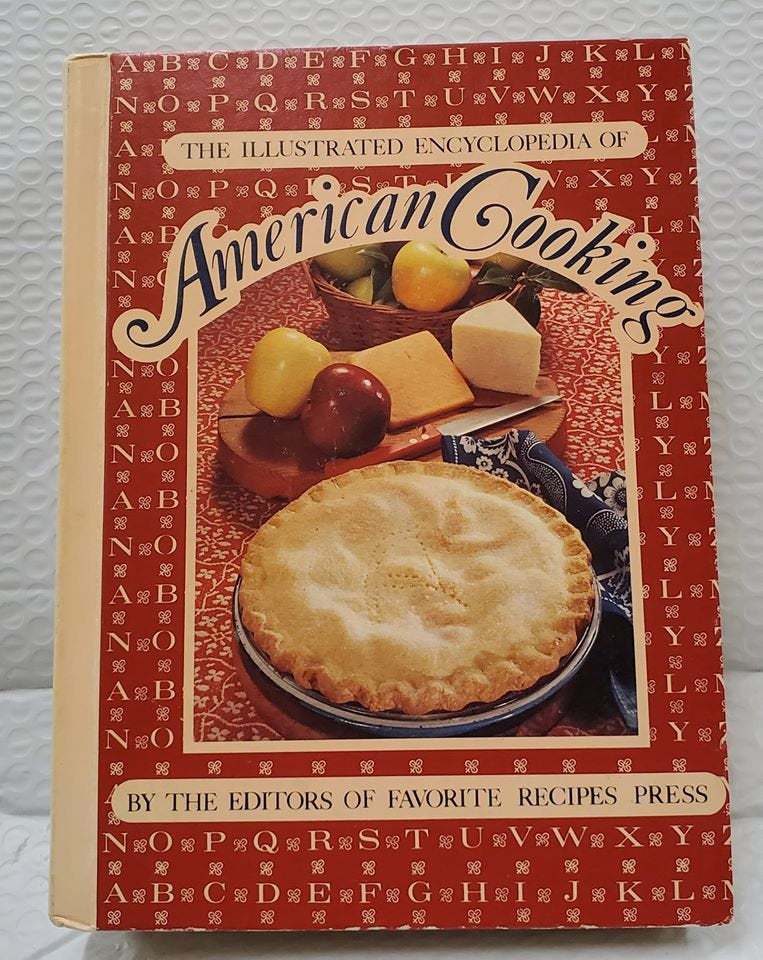 A B C D E F G H I J K L M
N O P Q R S T U V W X Y Z
A L
THE ILLUSTRATED ENCYCLOPEDIA OF
N O P Q R S T X Y Z
American Cooking
A B L
N O Y
N O Y Z
A B L
N O Y Z
A B L
N O Y Z
A B L M
N O Y Z
A B L
N O Y Z
BY THE EDITORS OF FAVORITE RECIPES PRESS
N O P Q R S T U V W X Y Z
A B C D E F G H I J K L M